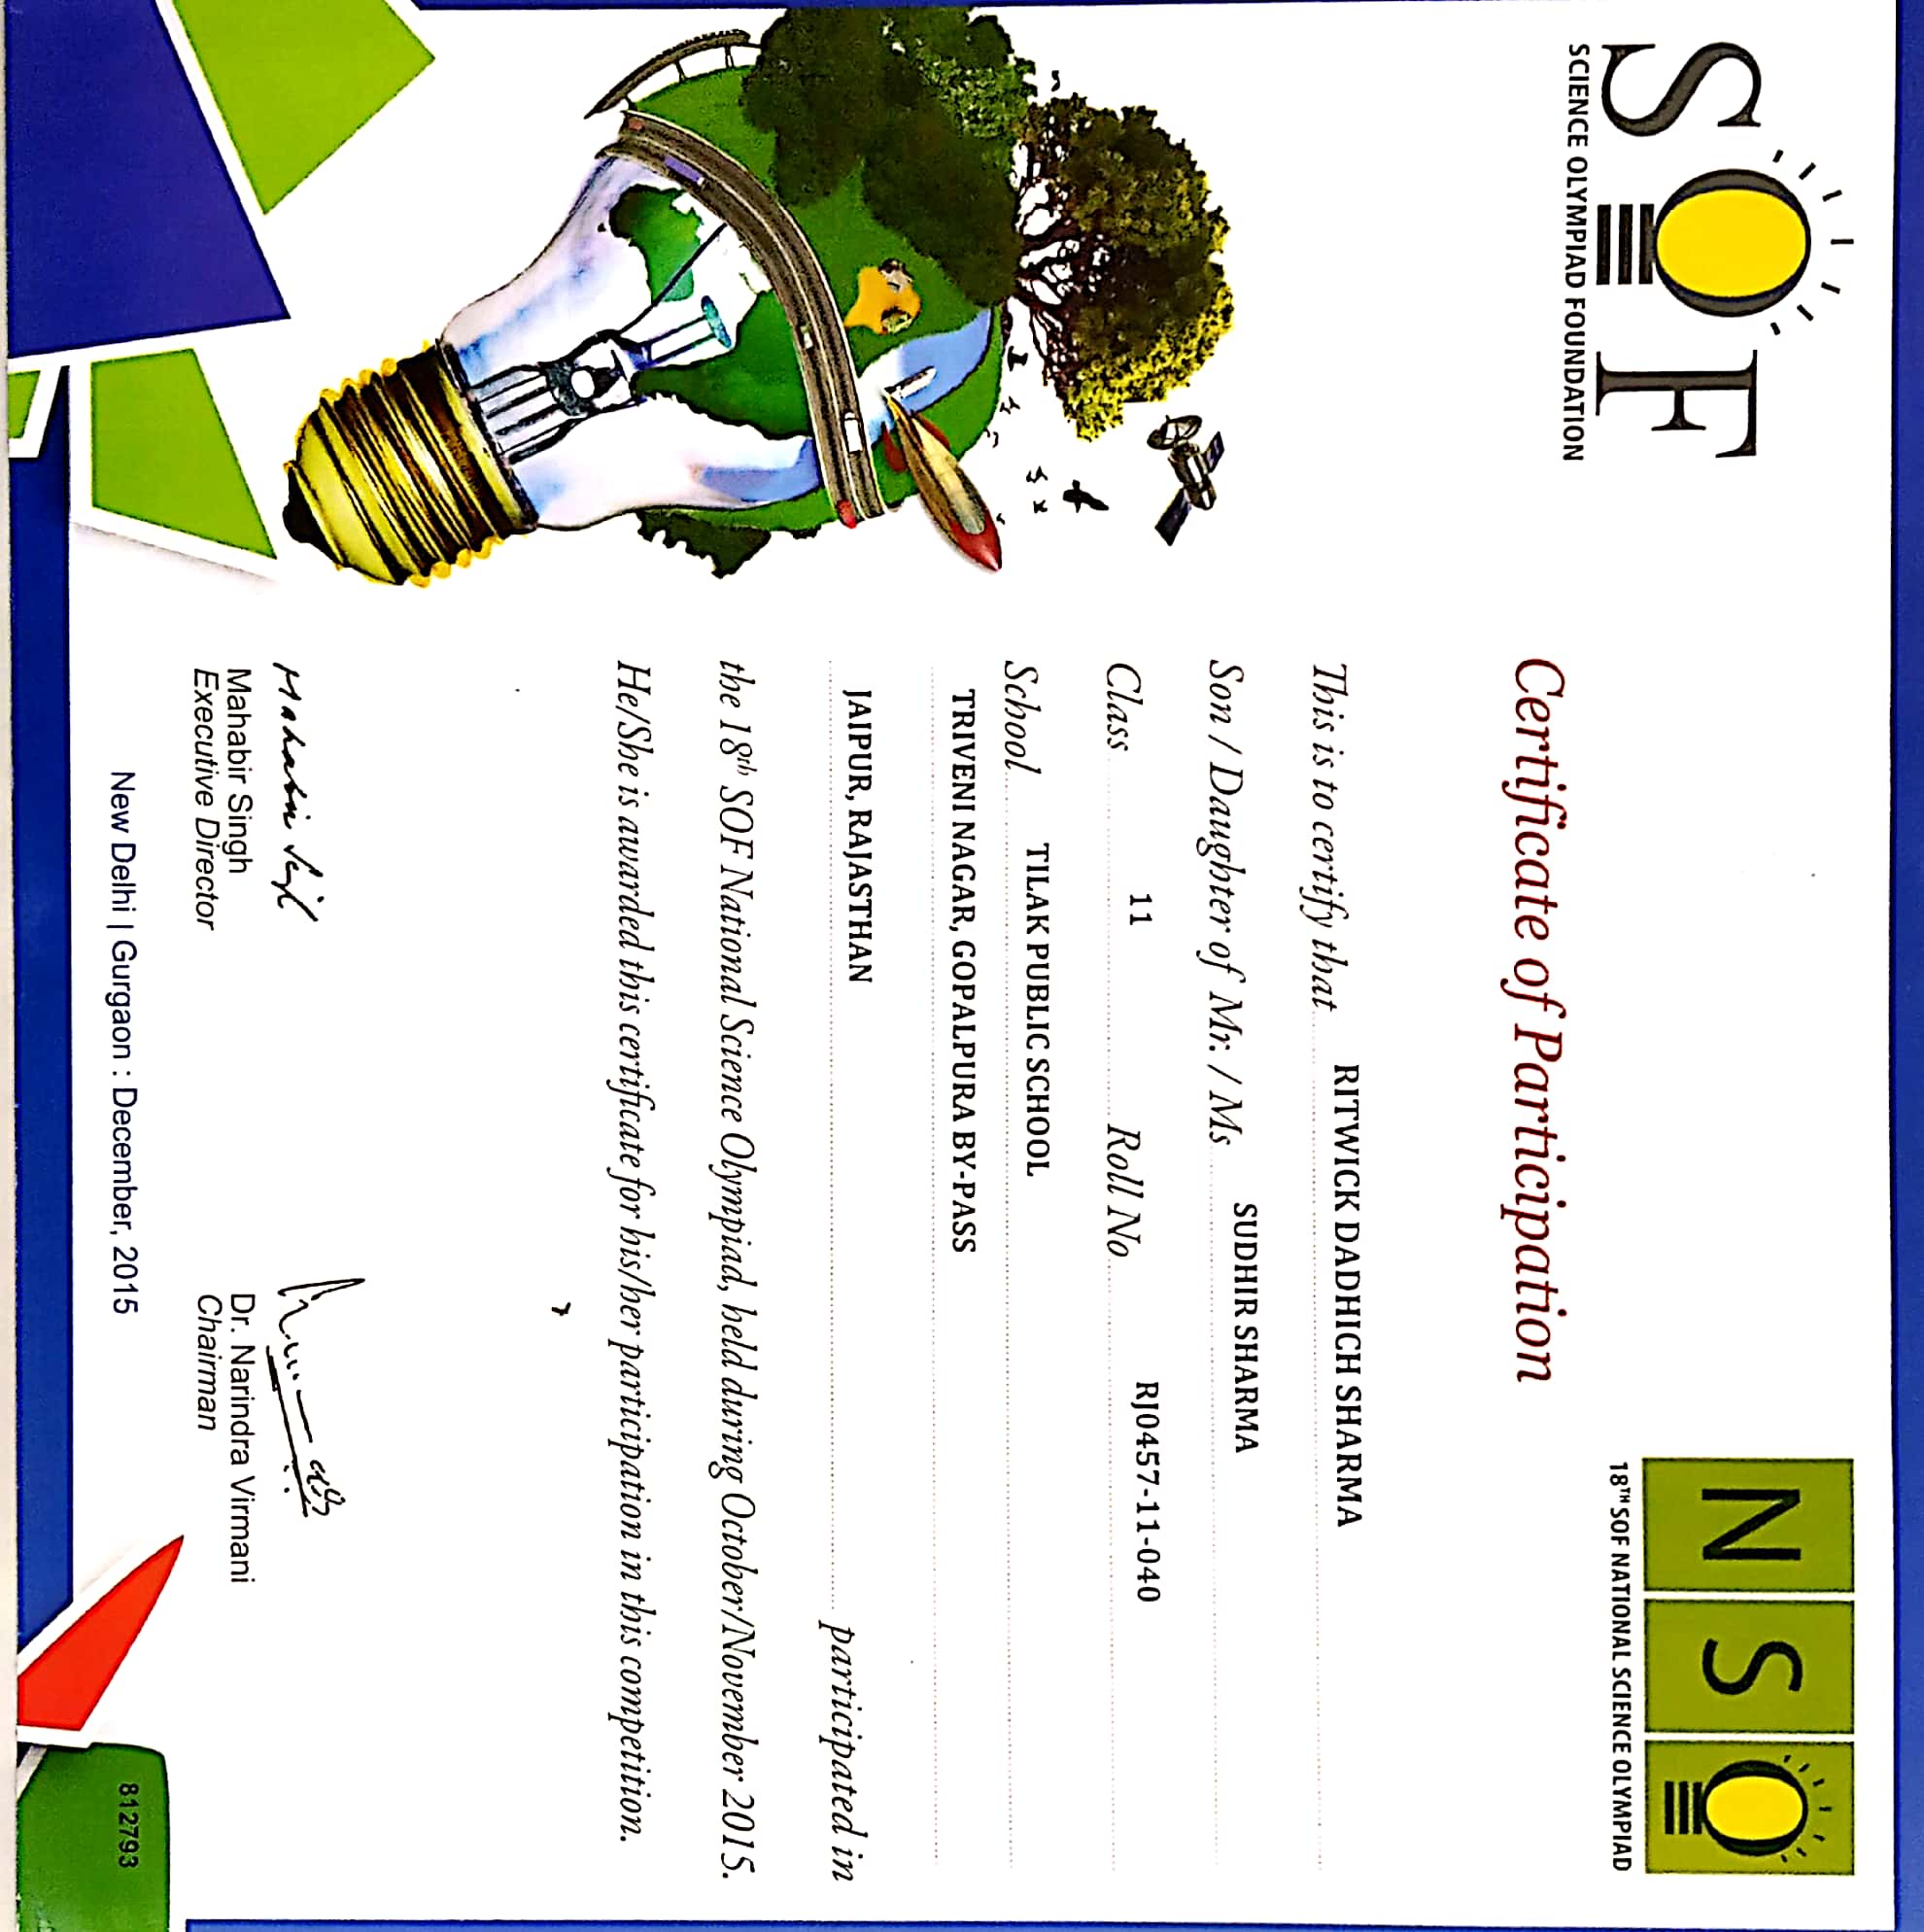 SOF
SCIENCE OLYMPIAD FOUNDATION
NSO
18TH SOF NATIONAL SCIENCE OLYMPIAD
Certificate of Participation
This is to certify that RITWICK DADHICH SHARMA
Son / Daughter of Mr. / Ms SUDHIR SHARMA
Class 11 Roll No RJ0457-11-040
School TILAK PUBLIC SCHOOL
TRIVENI NAGAR, GOPALPURA BY-PASS
JAIPUR, RAJASTHAN participated in
the 18th SOF National Science Olympiad, held during October/November 2015.
He/She is awarded this certificate for his/her participation in this competition.
Mahabir Singh
Mahabir Singh
Executive Director
Dr. Narindra Virmani
Chairman
New Delhi | Gurgaon : December, 2015
812793